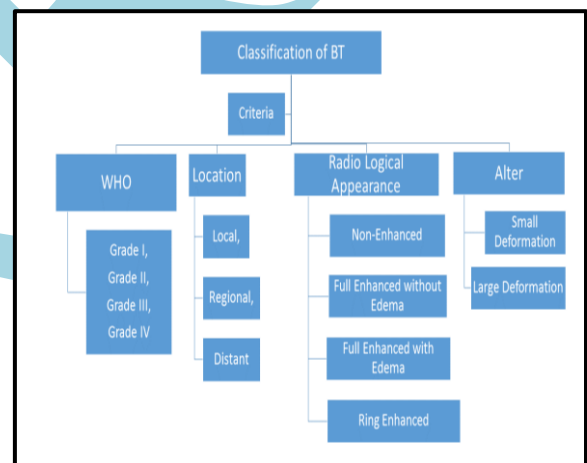 Classification of BT
Criteria
WHO
Grade I,
Grade II,
Grade III,
Grade IV
Location
Local,
Regional,
Distant
Radio Logical
Appearance
Non-Enhanced
Full Enhanced without
Edema
Full Enhanced with
Edema
Ring Enhanced
Alter
Small
Deformation
Large Deformation